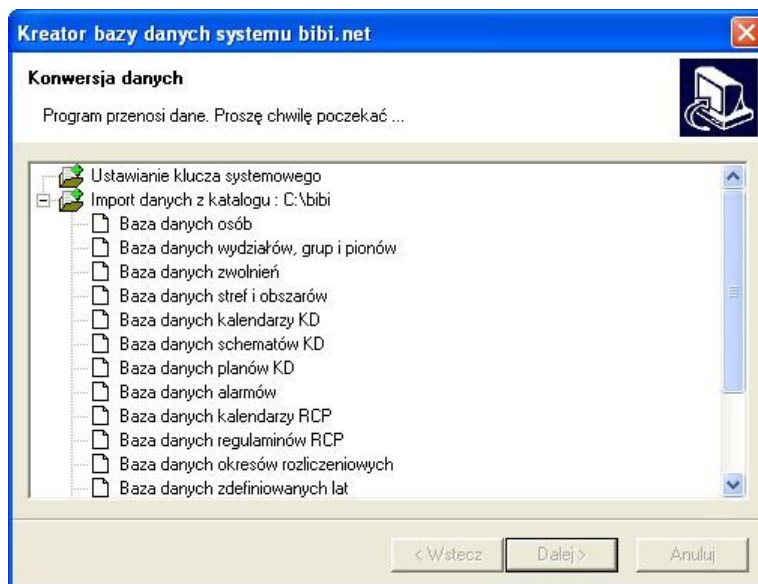 Kreator bazy danych systemu bibi.net
Konwersja danych
Program przenosi dane. Proszę chwilę poczekać ...
Ustawianie klucza systemowego
Import danych z katalogu : C:\bibi
Baza danych osób
Baza danych wydziałów, grup i pionów
Baza danych zwolnień
Baza danych stref i obszarów
Baza danych kalendarzy KD
Baza danych schematów KD
Baza danych planów KD
Baza danych alarmów
Baza danych kalendarzy RCP
Baza danych regulaminów RCP
Baza danych okresów rozliczeniowych
Baza danych zdefiniowanych lat
< Wstecz Dalej > Anuluj